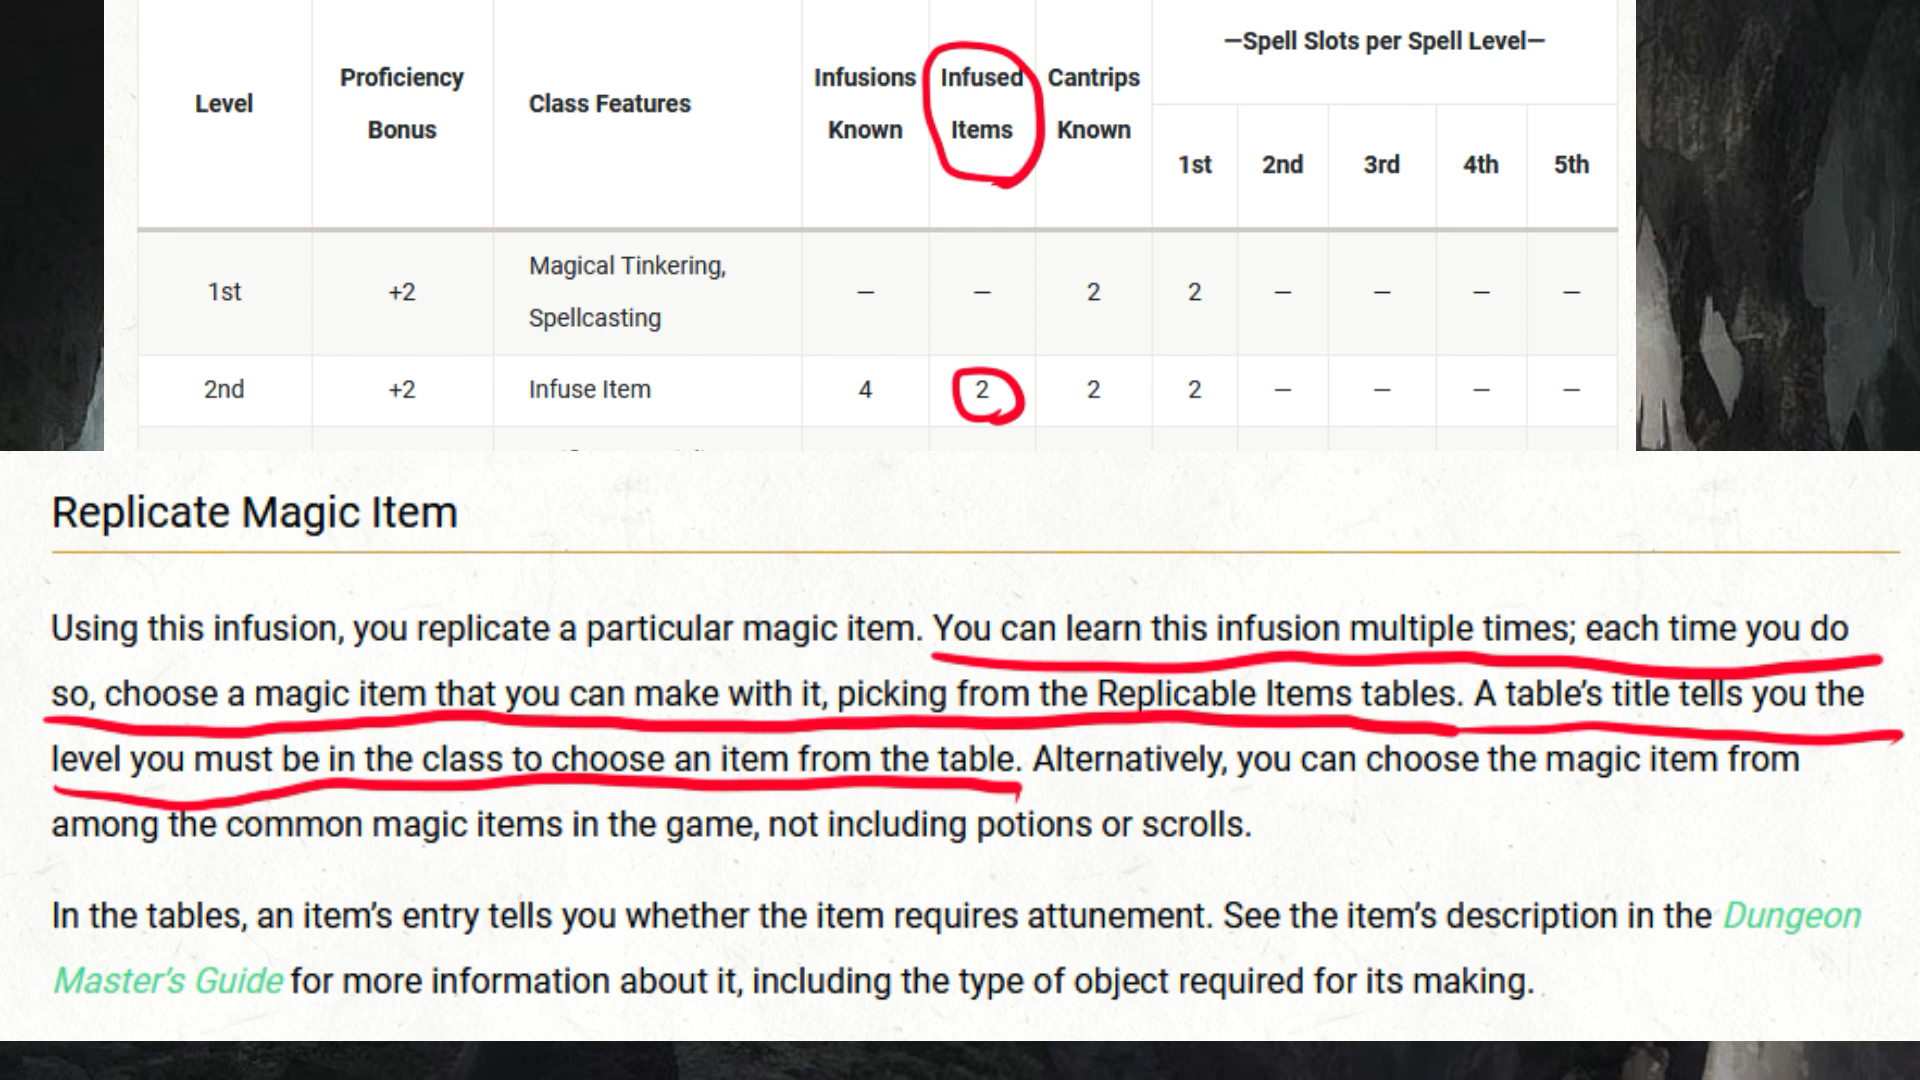 —Spell Slots per Spell Level—
Level Proficiency Bonus Class Features Infusions Known Infused Items Cantrips Known 1st 2nd 3rd 4th 5th
1st +2 Magical Tinkering, Spellcasting — — 2 2 — — — —
2nd +2 Infuse Item 4 2 2 2 — — — —
Replicate Magic Item
Using this infusion, you replicate a particular magic item. You can learn this infusion multiple times; each time you do
so, choose a magic item that you can make with it, picking from the Replicable Items tables. A table’s title tells you the
level you must be in the class to choose an item from the table. Alternatively, you can choose the magic item from
among the common magic items in the game, not including potions or scrolls.
In the tables, an item’s entry tells you whether the item requires attunement. See the item’s description in the Dungeon
Master’s Guide for more information about it, including the type of object required for its making.